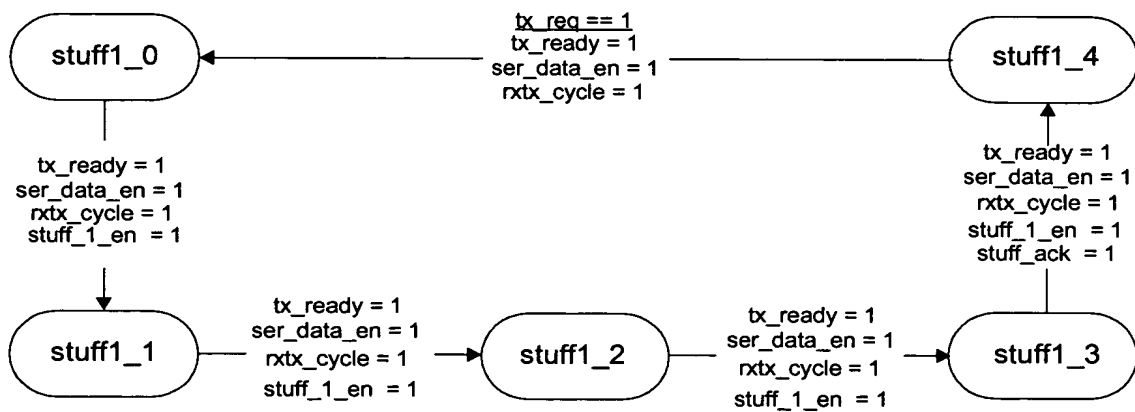 stuff1_0
tx_req == 1
tx_ready = 1
ser_data_en = 1
rxtx_cycle = 1
stuff1_4
tx_ready = 1
ser_data_en = 1
rxtx_cycle = 1
stuff_1_en = 1
tx_ready = 1
ser_data_en = 1
rxtx_cycle = 1
stuff_1_en = 1
stuff_ack = 1
stuff1_1
tx_ready = 1
ser_data_en = 1
rxtx_cycle = 1
stuff_1_en = 1
stuff1_2
tx_ready = 1
ser_data_en = 1
rxtx_cycle = 1
stuff_1_en = 1
stuff1_3